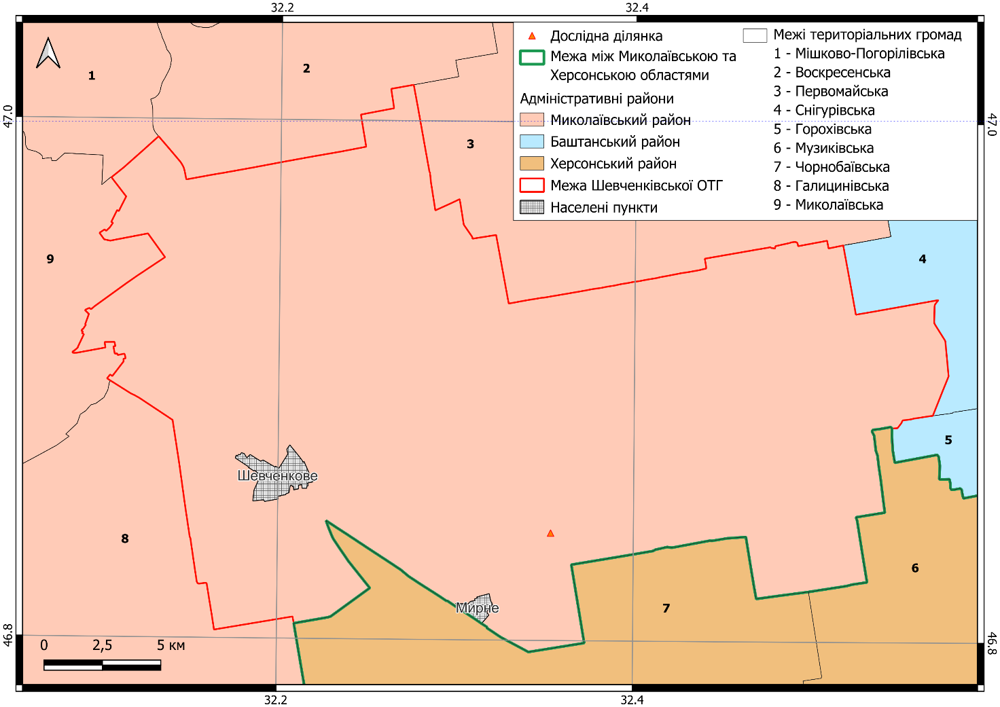 32.2
32.4
47.0
47.0
46.8
46.8
32.2
32.4
1
2
3
4
5
6
7
8
9
Шевченкове
Мирне
0 2,5 5 км
Дослідна ділянка
Межа між Миколаївською та
Херсонською областями
Адміністративні райони
Миколаївський район
Баштанський район
Херсонський район
Межа Шевченківської ОТГ
Населені пункти
Межі територіальних громад
1 - Мішково-Погорілівська
2 - Воскресенська
3 - Первомайська
4 - Снігурівська
5 - Горохівська
6 - Музиківська
7 - Чорнобаївська
8 - Галицинівська
9 - Миколаївська